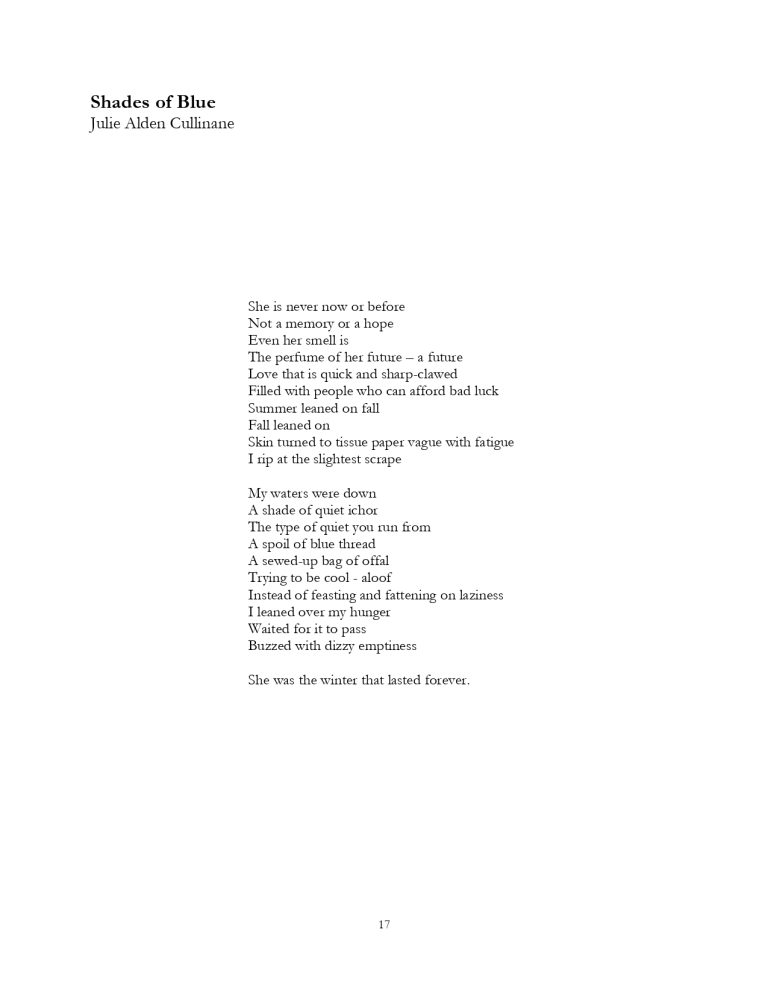 Shades of Blue
Julie Alden Cullinane
She is never now or before
Not a memory or a hope
Even her smell is
The perfume of her future – a future
Love that is quick and sharp-clawed
Filled with people who can afford bad luck
Summer leaned on fall
Fall leaned on
Skin turned to tissue paper vague with fatigue
I rip at the slightest scrape
My waters were down
A shade of quiet ichor
The type of quiet you run from
A spoil of blue thread
A sewed-up bag of offal
Trying to be cool - aloof
Instead of feasting and fattening on laziness
I leaned over my hunger
Waited for it to pass
Buzzed with dizzy emptiness
She was the winter that lasted forever.
17